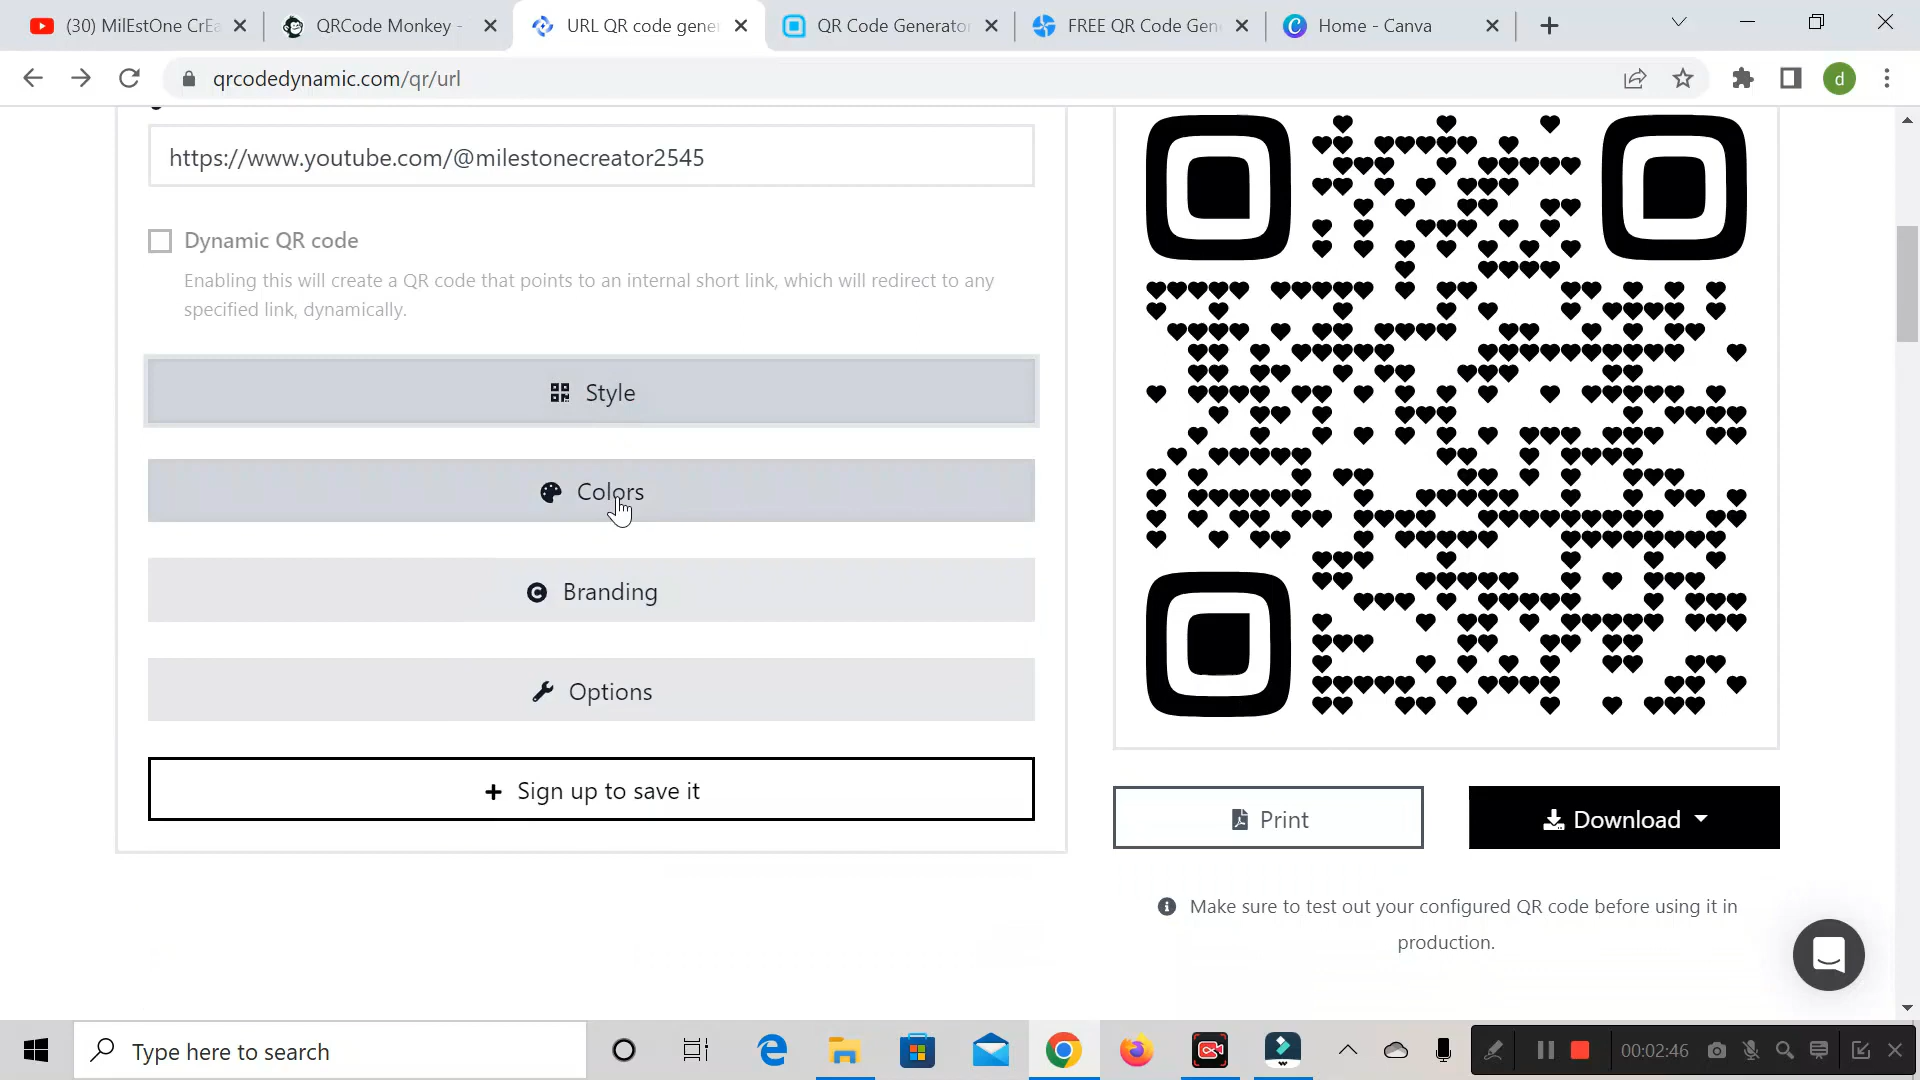 (30) MilEstOne CrEa
QRCode Monkey -
URL QR code gene
QR Code Generator
FREE QR Code Gen
Home - Canva
qrcodedynamic.com/qr/url
d
https://www.youtube.com/@milestonecreator2545
Dynamic QR code
Enabling this will create a QR code that points to an internal short link, which will redirect to any
specified link, dynamically.
Style
Colors
Branding
Options
Sign up to save it
Print
Download
Make sure to test out your configured QR code before using it in
production.
Type here to search
00:02:46